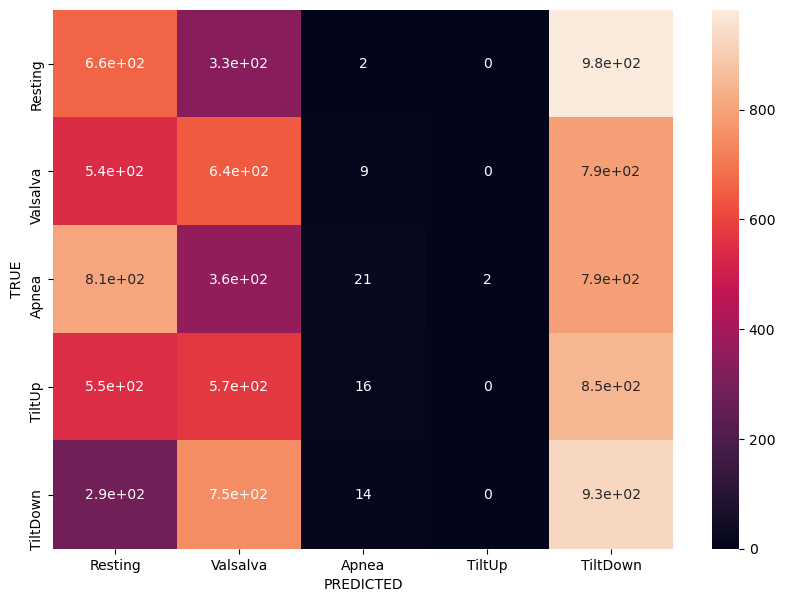 Resting 6.6e+02 3.3e+02 2 0 9.8e+02
Valsalva 5.4e+02 6.4e+02 9 0 7.9e+02
Apnea 8.1e+02 3.6e+02 21 2 7.9e+02
TiltUp 5.5e+02 5.7e+02 16 0 8.5e+02
TiltDown 2.9e+02 7.5e+02 14 0 9.3e+02
TRUE
Resting Valsalva Apnea TiltUp TiltDown
PREDICTED
800
600
400
200
0